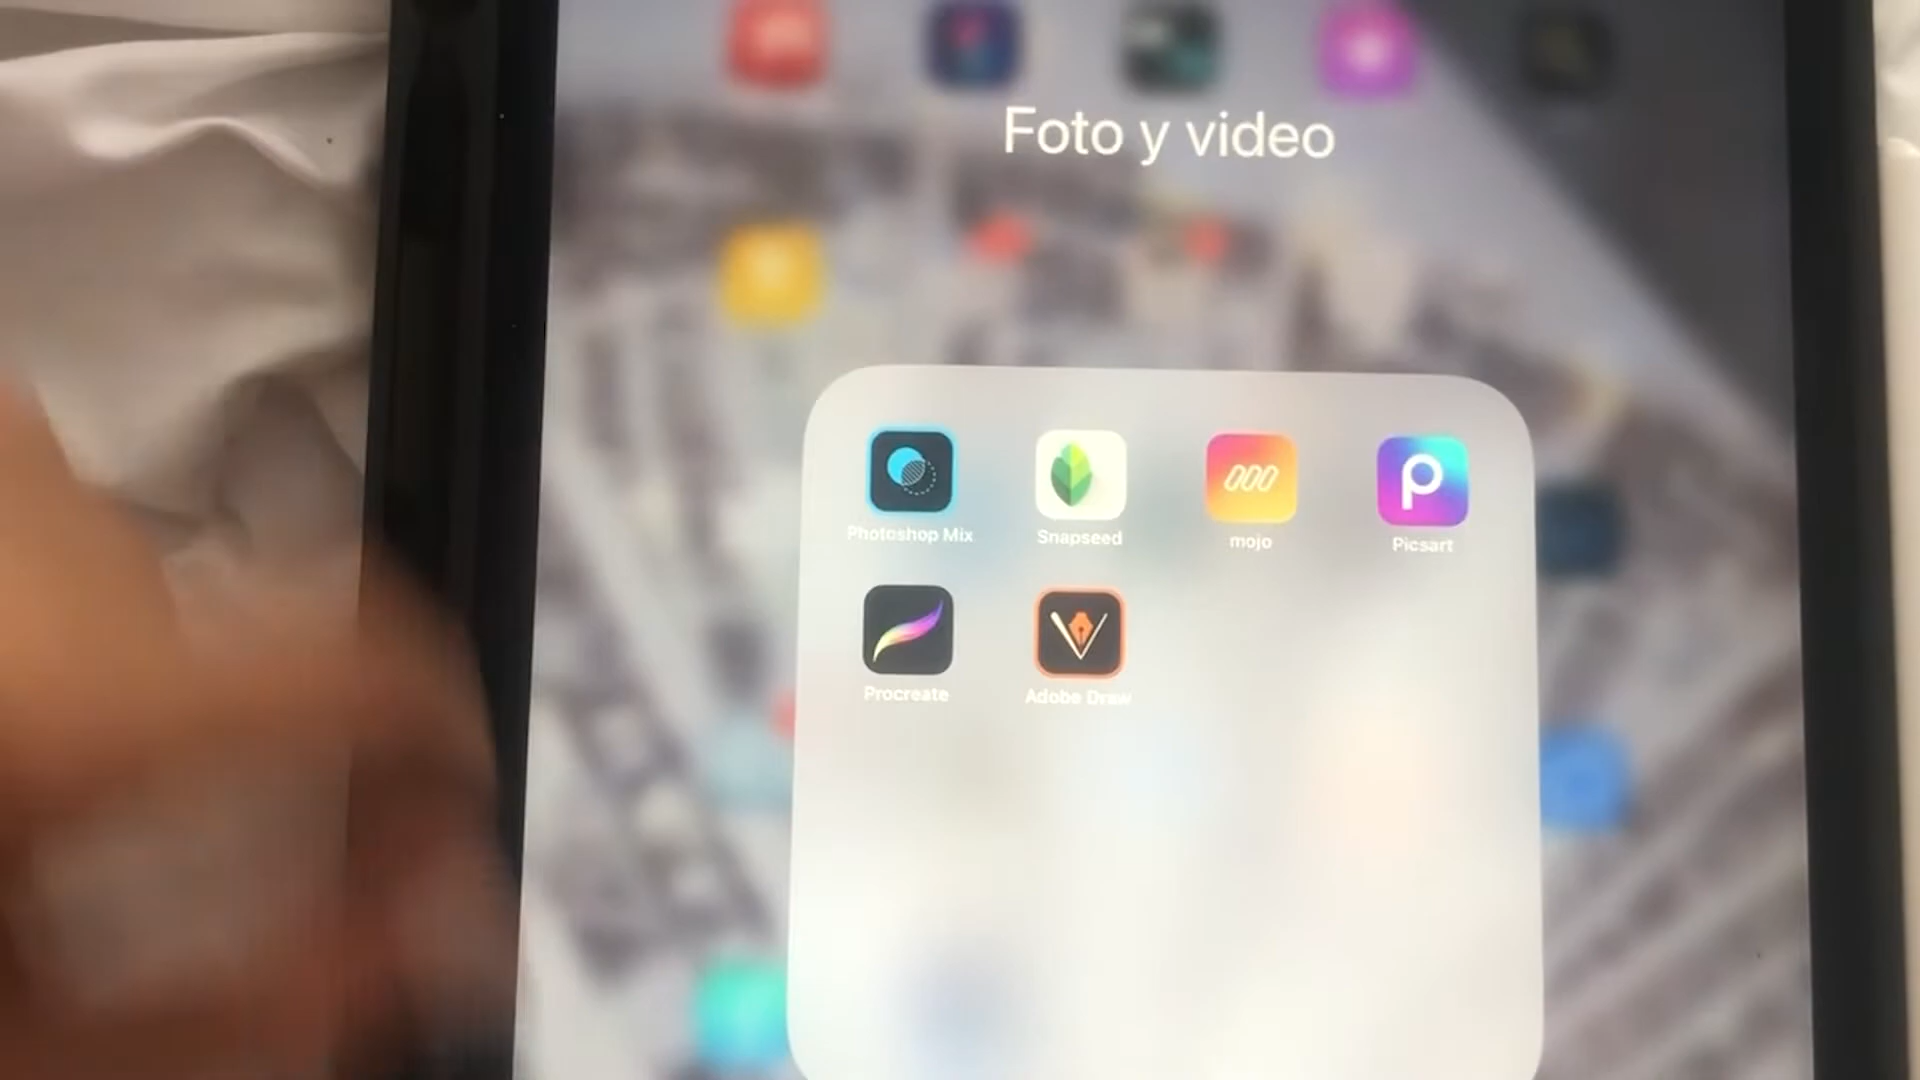 Foto y video
Photoshop Mix
Snapseed
mojo
Picsart
Procreate
Adobe Draw